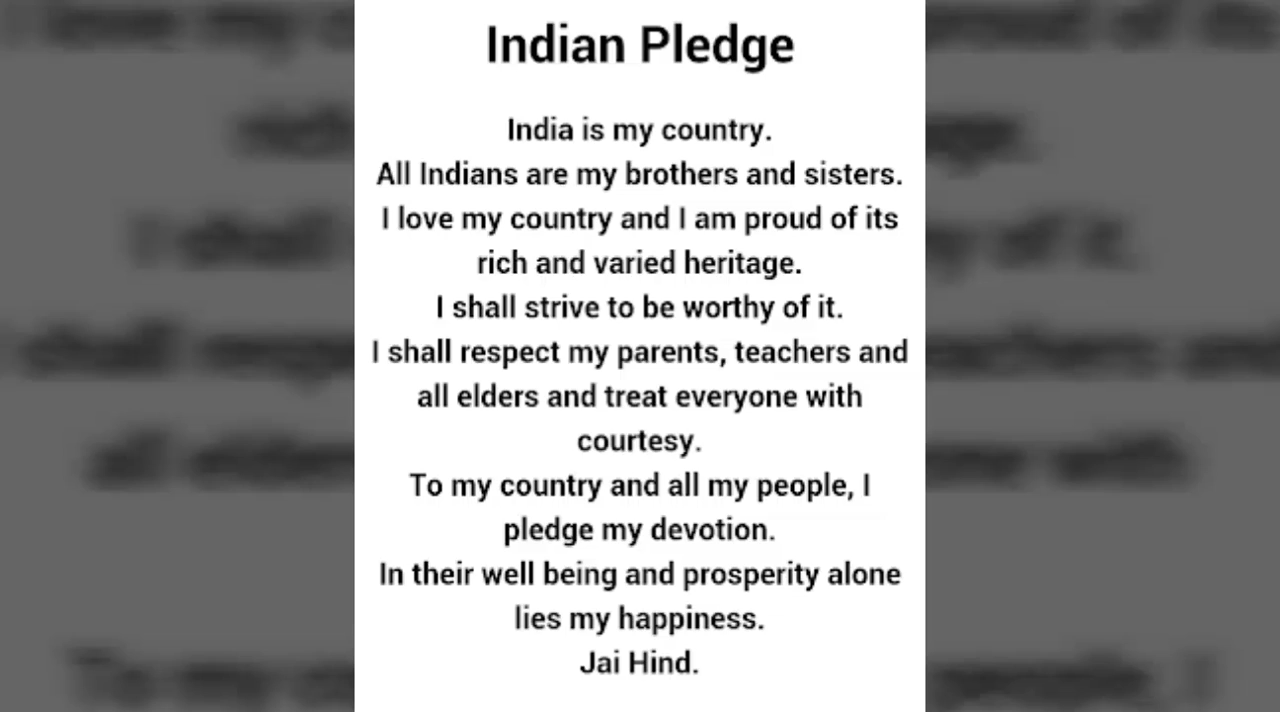 Indian Pledge
India is my country.
All Indians are my brothers and sisters.
I love my country and I am proud of its
rich and varied heritage.
I shall strive to be worthy of it.
I shall respect my parents, teachers and
all elders and treat everyone with
courtesy.
To my country and all my people, I
pledge my devotion.
In their well being and prosperity alone
lies my happiness.
Jai Hind.